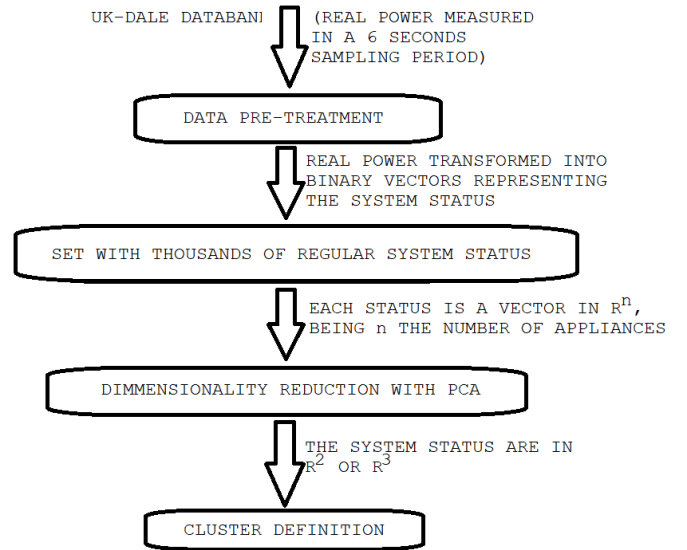 UK-DALE DATABAN (REAL POWER MEASURED
IN A 6 SECONDS
SAMPLING PERIOD)
DATA PRE-TREATMENT
REAL POWER TRANSFORMED INTO
BINARY VECTORS REPRESENTING
THE SYSTEM STATUS
SET WITH THOUSANDS OF REGULAR SYSTEM STATUS
EACH STATUS IS A VECTOR IN R^n,
BEING n THE NUMBER OF APPLIANCES
DIMMENSIONALITY REDUCTION WITH PCA
THE SYSTEM STATUS ARE IN
R^2 OR R^3
CLUSTER DEFINITION